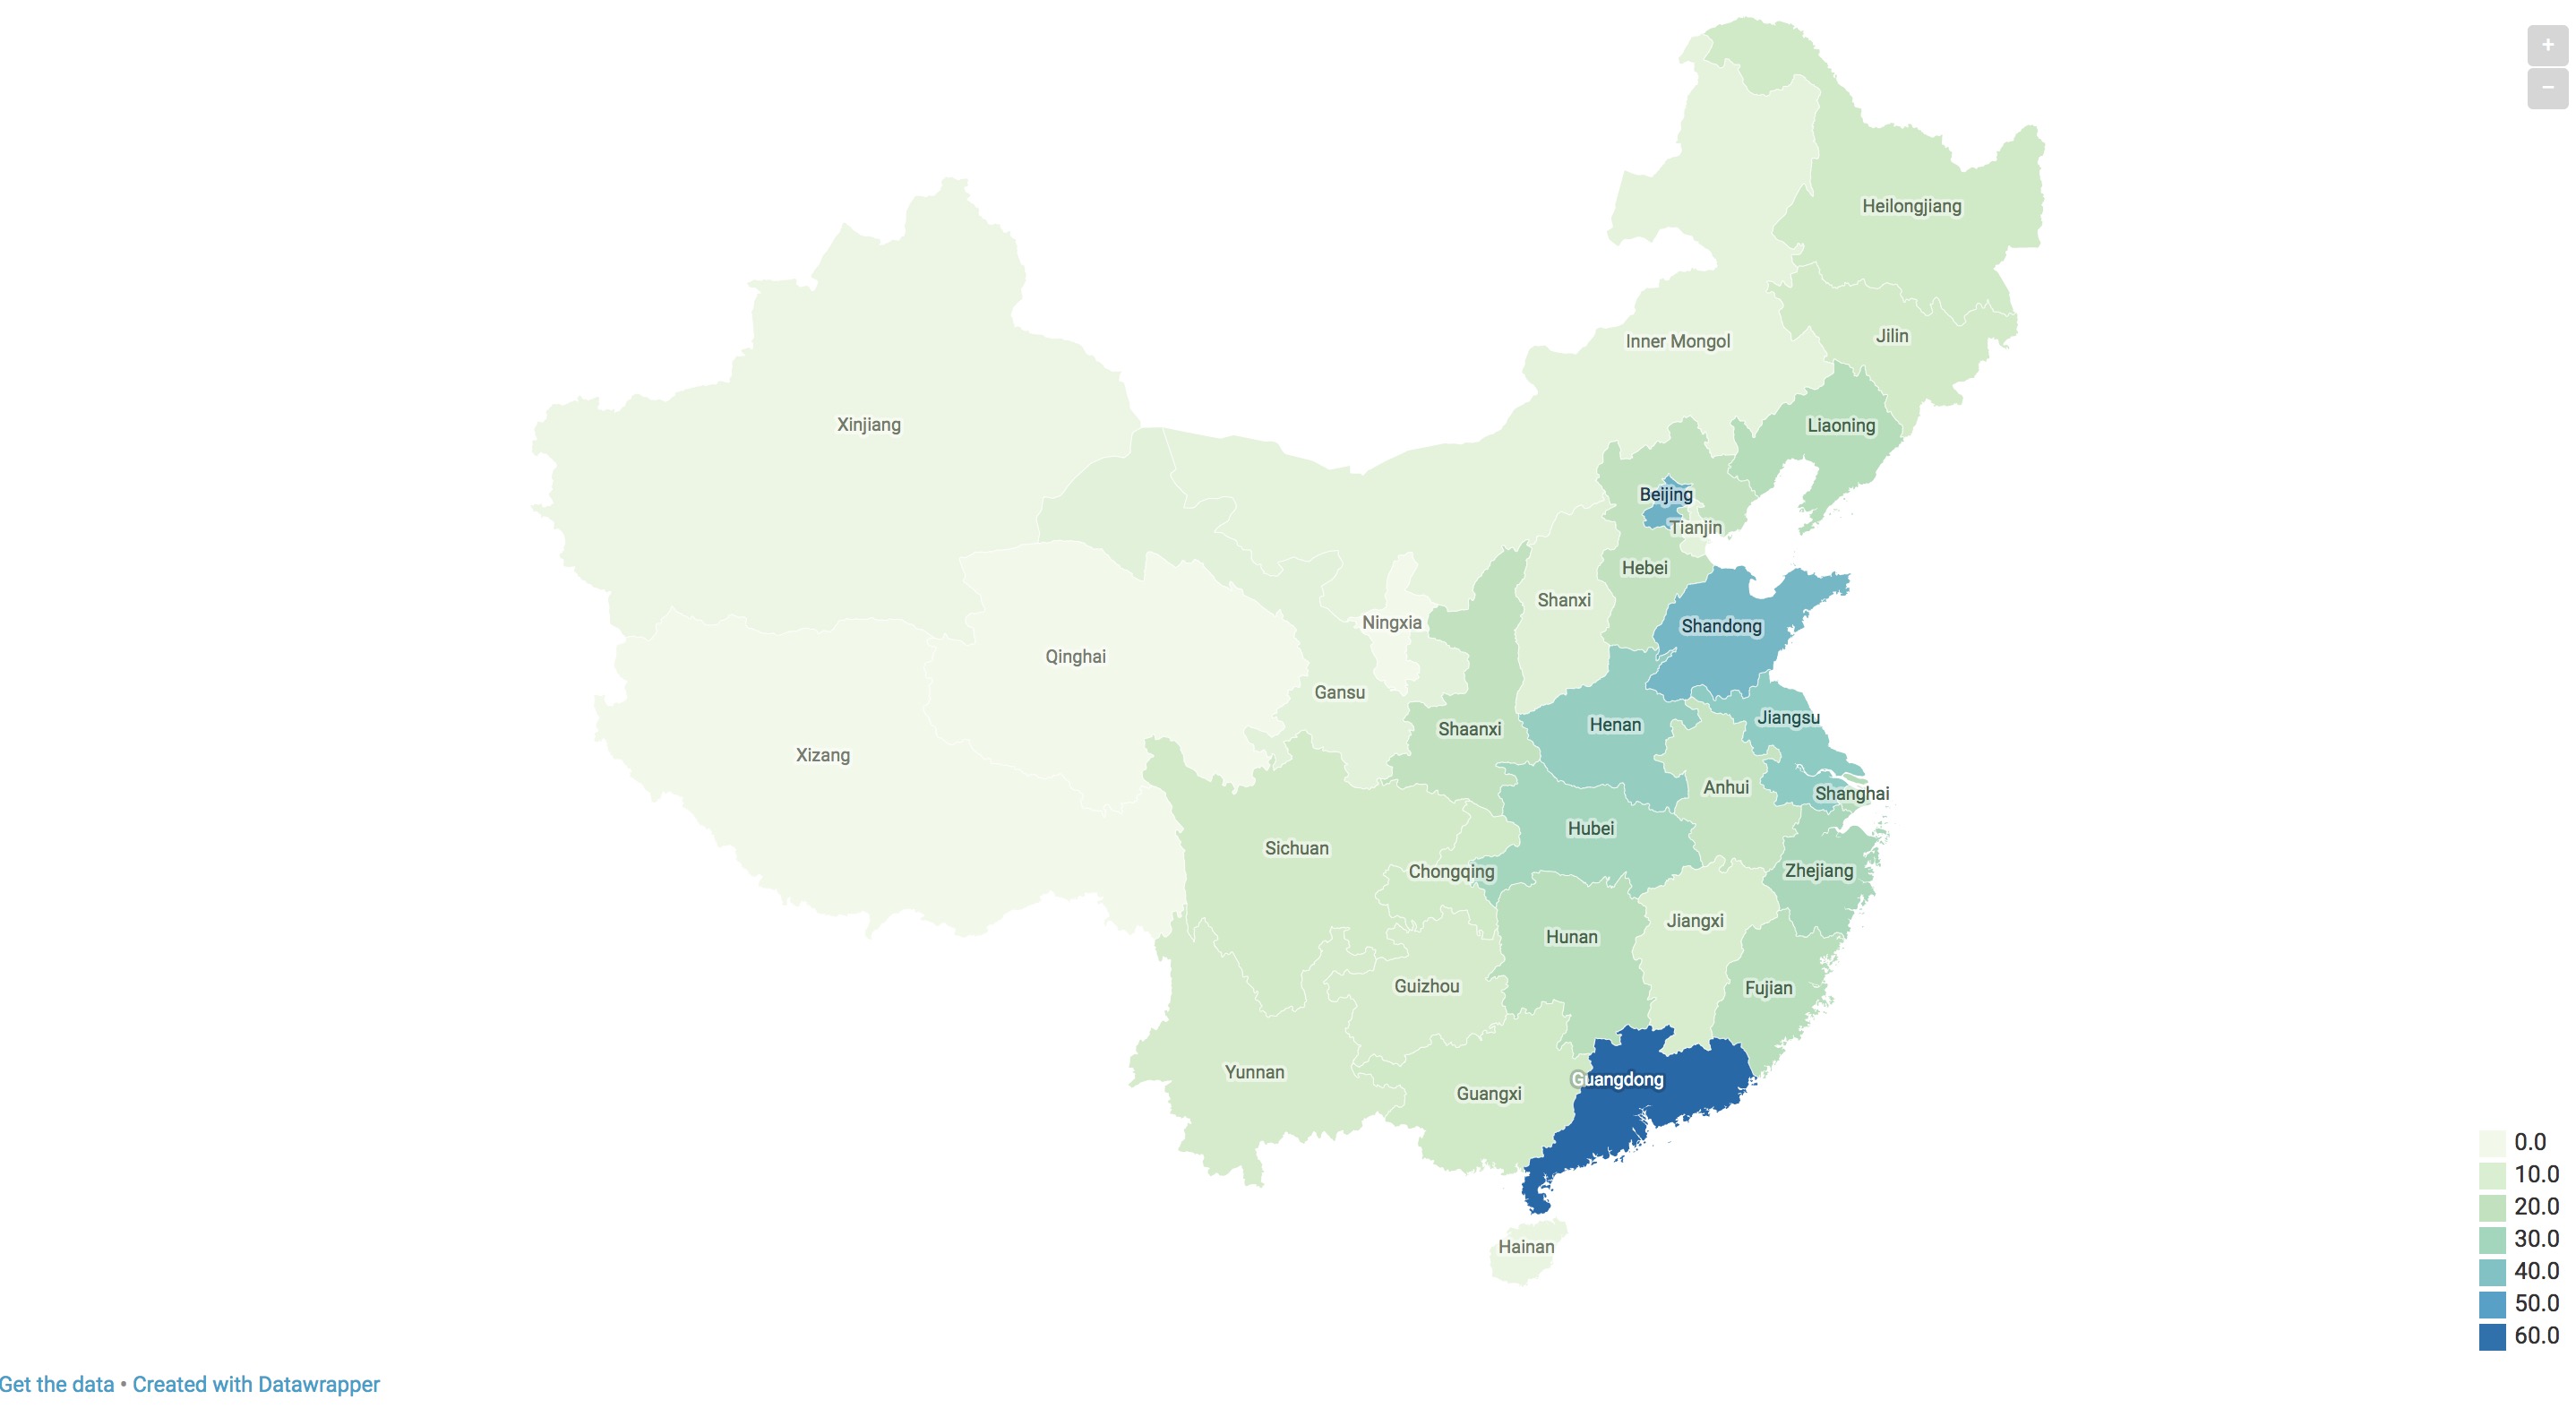 +
−
Heilongjiang
Jilin
Inner Mongol
Liaoning
Xinjiang
Beijing
Tianjin
Hebei
Shanxi
Ningxia
Shandong
Qinghai
Gansu
Jiangsu
Henan
Shaanxi
Xizang
Anhui
Shanghai
Hubei
Sichuan
Chongqing
Zhejiang
Jiangxi
Hunan
Guizhou
Fujian
Yunnan
Guangdong
Guangxi
Hainan
0.0
10.0
20.0
30.0
40.0
50.0
60.0
Get the data • Created with Datawrapper